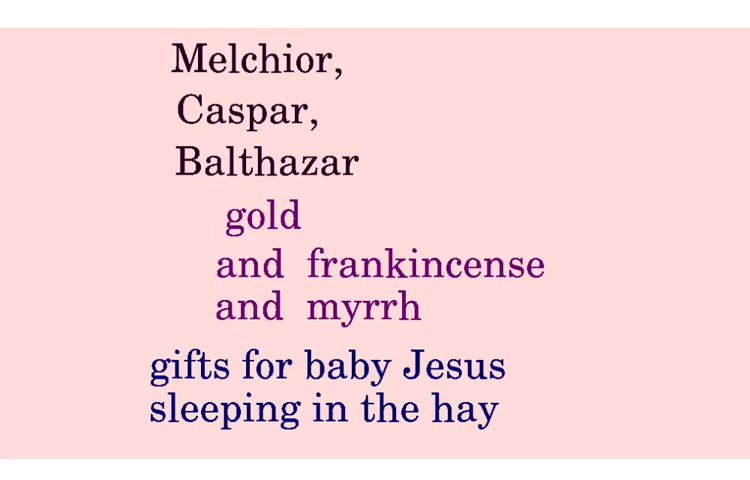 Melchior,
Caspar,
Balthazar
gold
and frankincense
and myrrh
gifts for baby Jesus
sleeping in the hay